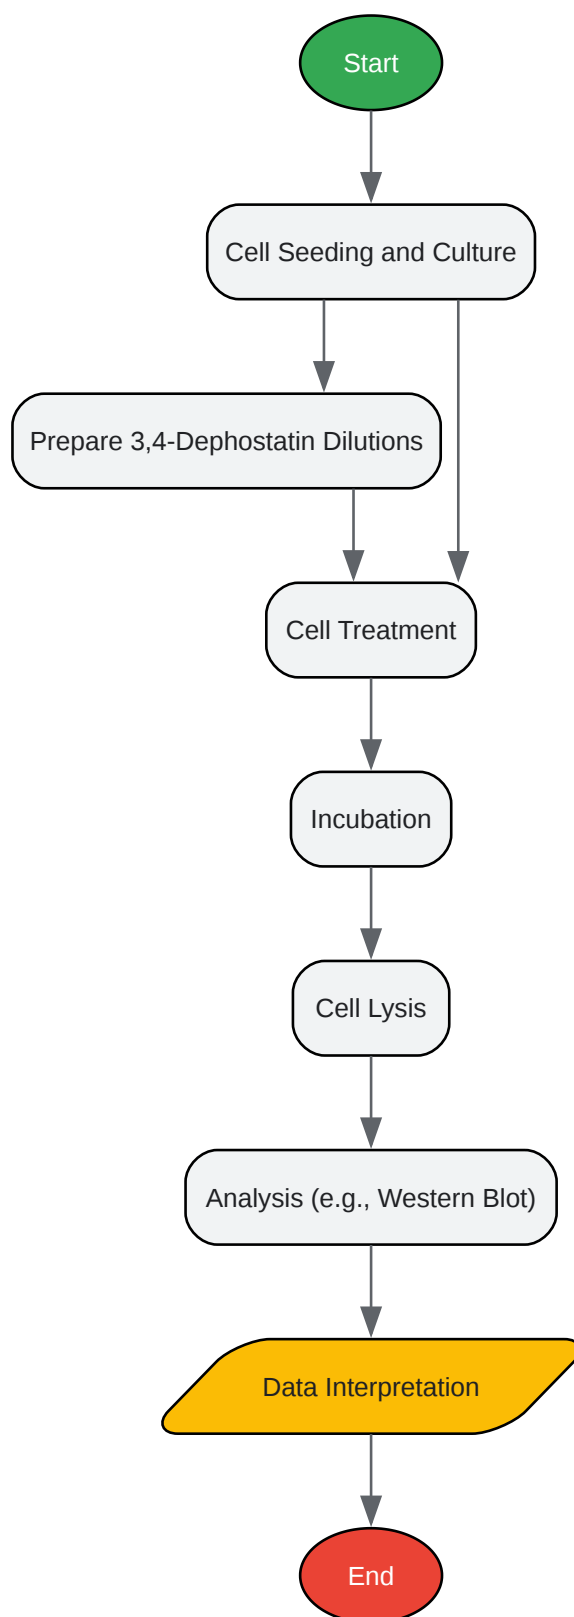 Start
Cell Seeding and Culture
Prepare 3,4-Dephostatin Dilutions
Cell Treatment
Incubation
Cell Lysis
Analysis (e.g., Western Blot)
Data Interpretation
End